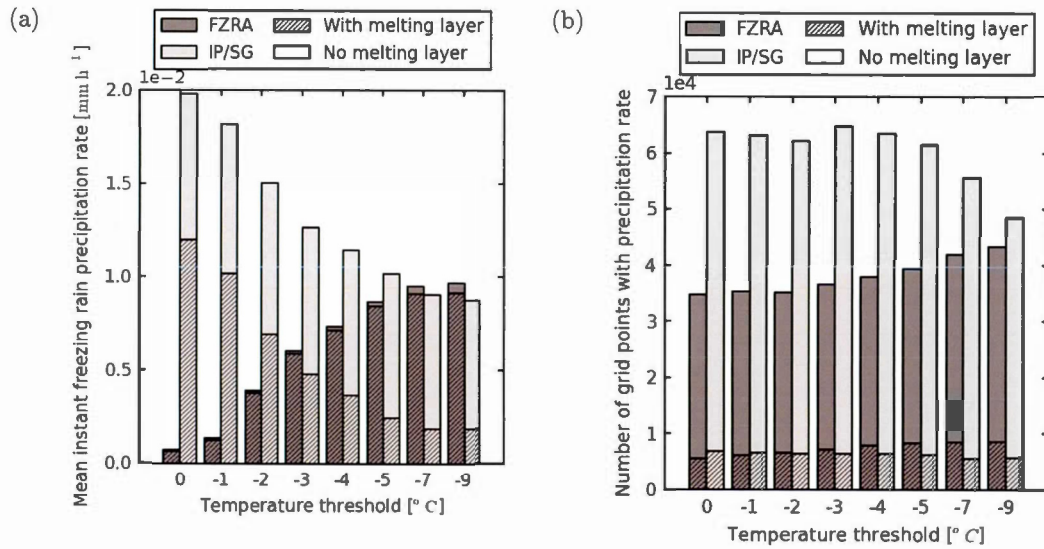 (a)
FZRA
With melting layer
IP/SG
No melting layer
1e−2
Mean instant freezing rain precipitation rate [mm h⁻¹]
2.0
1.5
1.0
0.5
0.0
0 -1 -2 -3 -4 -5 -7 -9
Temperature threshold [° C]
(b)
FZRA
With melting layer
IP/SG
No melting layer
1e4
Number of grid points with precipitation rate
7
6
5
4
3
2
1
0
0 -1 -2 -3 -4 -5 -7 -9
Temperature threshold [° C]